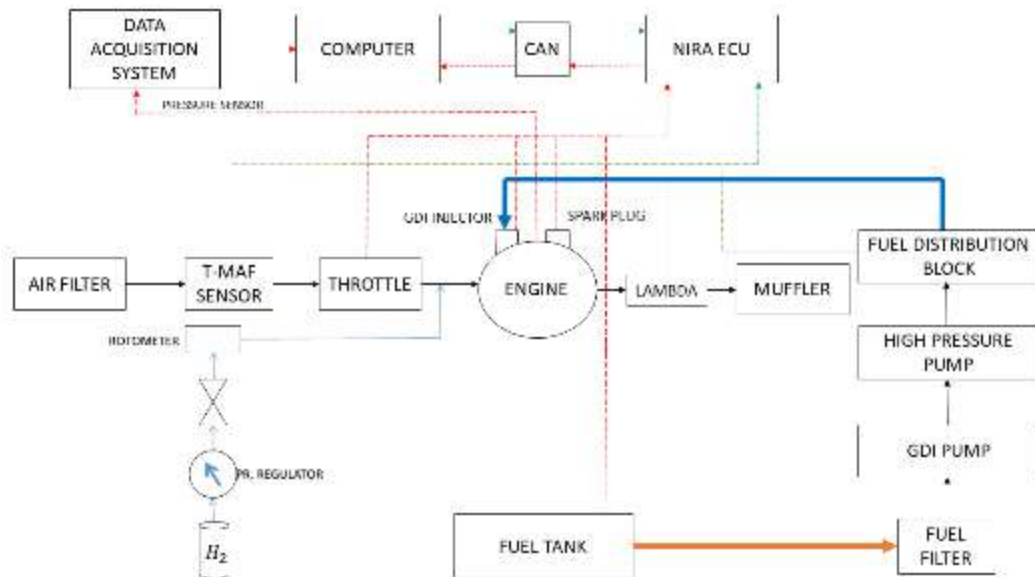 DATA
ACQUISITION
SYSTEM
COMPUTER
CAN
NIRA ECU
PRESSURE SENSOR
GDI INJECTOR
SPARK PLUG
AIR FILTER
T-MAF
SENSOR
THROTTLE
ENGINE
LAMBDA
MUFFLER
FUEL DISTRIBUTION
BLOCK
ROTOMETER
HIGH PRESSURE
PUMP
GDI PUMP
PR. REGULATOR
H₂
FUEL TANK
FUEL
FILTER